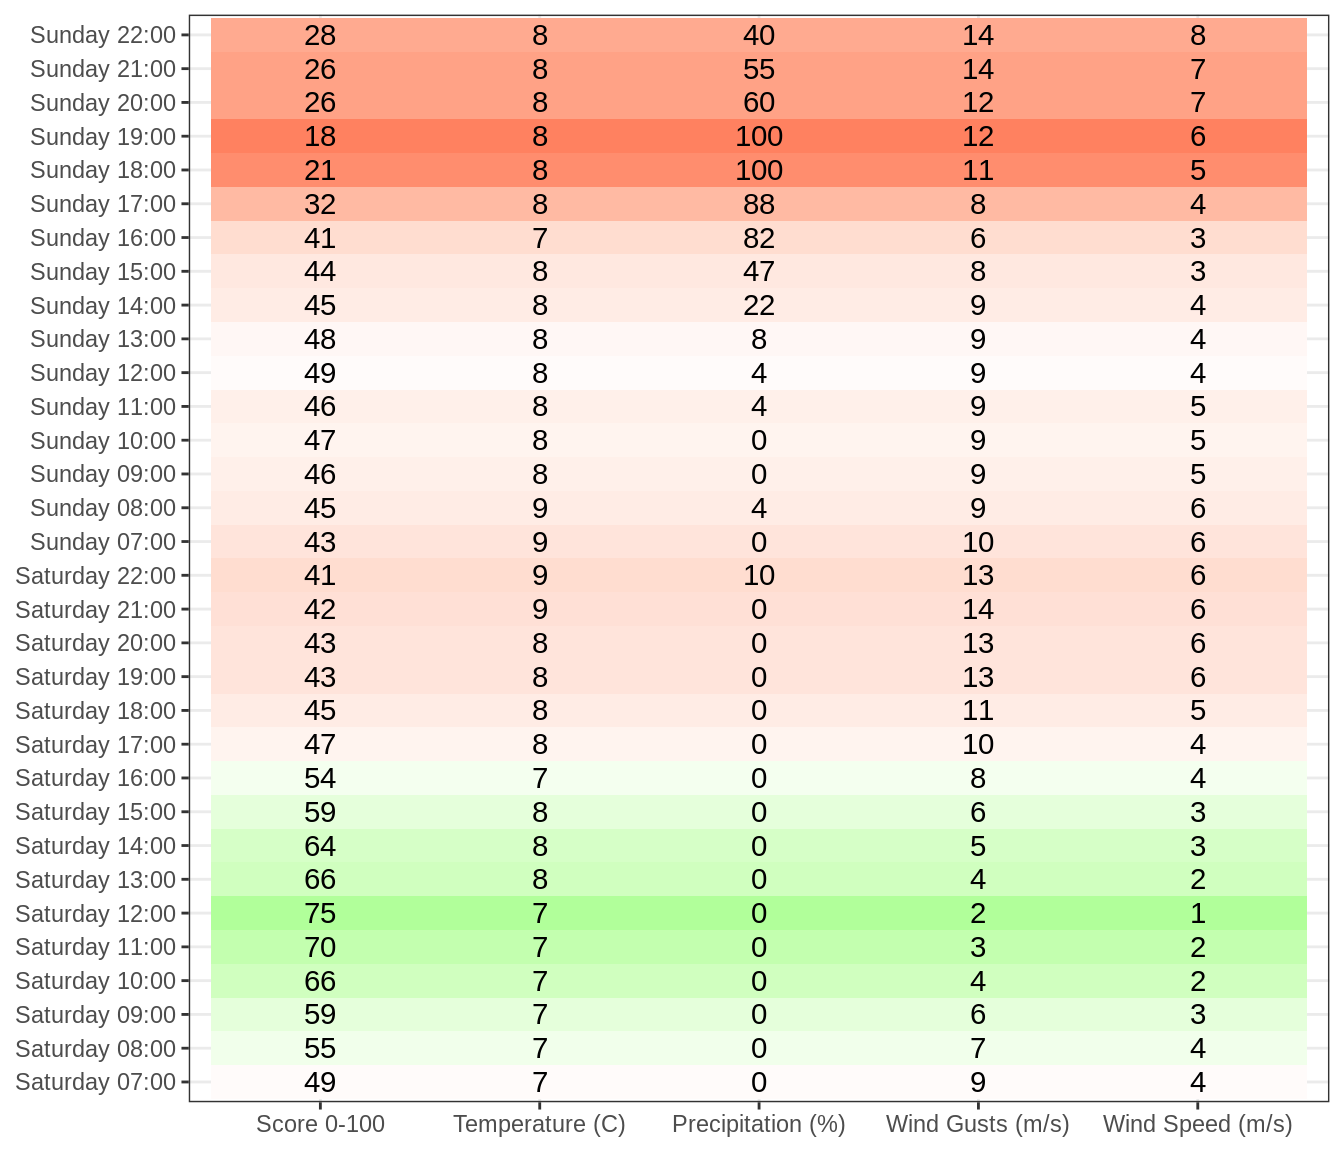 Sunday 22:00 28 8 40 14 8
Sunday 21:00 26 8 55 14 7
Sunday 20:00 26 8 60 12 7
Sunday 19:00 18 8 100 12 6
Sunday 18:00 21 8 100 11 5
Sunday 17:00 32 8 88 8 4
Sunday 16:00 41 7 82 6 3
Sunday 15:00 44 8 47 8 3
Sunday 14:00 45 8 22 9 4
Sunday 13:00 48 8 8 9 4
Sunday 12:00 49 8 4 9 4
Sunday 11:00 46 8 4 9 5
Sunday 10:00 47 8 0 9 5
Sunday 09:00 46 8 0 9 5
Sunday 08:00 45 9 4 9 6
Sunday 07:00 43 9 0 10 6
Saturday 22:00 41 9 10 13 6
Saturday 21:00 42 9 0 14 6
Saturday 20:00 43 8 0 13 6
Saturday 19:00 43 8 0 13 6
Saturday 18:00 45 8 0 11 5
Saturday 17:00 47 8 0 10 4
Saturday 16:00 54 7 0 8 4
Saturday 15:00 59 8 0 6 3
Saturday 14:00 64 8 0 5 3
Saturday 13:00 66 8 0 4 2
Saturday 12:00 75 7 0 2 1
Saturday 11:00 70 7 0 3 2
Saturday 10:00 66 7 0 4 2
Saturday 09:00 59 7 0 6 3
Saturday 08:00 55 7 0 7 4
Saturday 07:00 49 7 0 9 4
Score 0-100 Temperature (C) Precipitation (%) Wind Gusts (m/s) Wind Speed (m/s)